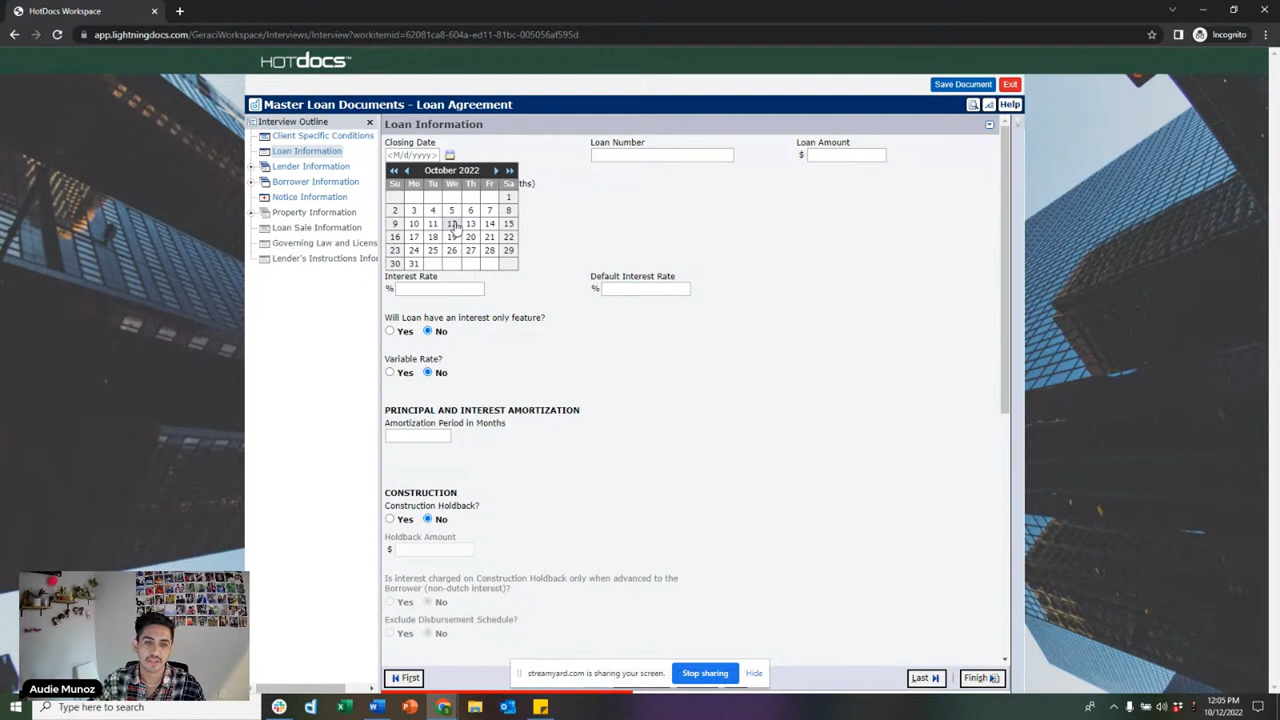 HotDocs Workspace
Incognito
app.lightningdocs.com/GeraciWorkspace/Interviews/Interview?workitemid=62081ca8-604a-ed11-81bc-005056af595d
HOTDOCS
Save Document Exit
Master Loan Documents - Loan Agreement Help
Interview Outline
Client Specific Conditions
Loan Information
Lender Information
Borrower Information
Notice Information
Property Information
Loan Sale Information
Governing Law and Licens
Lender's Instructions Infor
Loan Information
Closing Date Loan Number Loan Amount
<M/d/yyyy> $
October 2022
ths)
Su Mo Tu We Th Fr Sa
1
2 3 4 5 6 7 8
9 10 11 12 13 14 15
16 17 18 19 20 21 22
23 24 25 26 27 28 29
30 31
Interest Rate Default Interest Rate
% %
Will Loan have an interest only feature?
Yes No
Variable Rate?
Yes No
PRINCIPAL AND INTEREST AMORTIZATION
Amortization Period in Months
CONSTRUCTION
Construction Holdback?
Yes No
Holdback Amount
$
Is interest charged on Construction Holdback only when advanced to the
Borrower (non-dutch interest)?
Yes No
Exclude Disbursement Schedule?
Yes No
First Last Finish
streamyard.com is sharing your screen. Stop sharing Hide
Audie Munoz
Type here to search
12:05 PM
10/12/2022